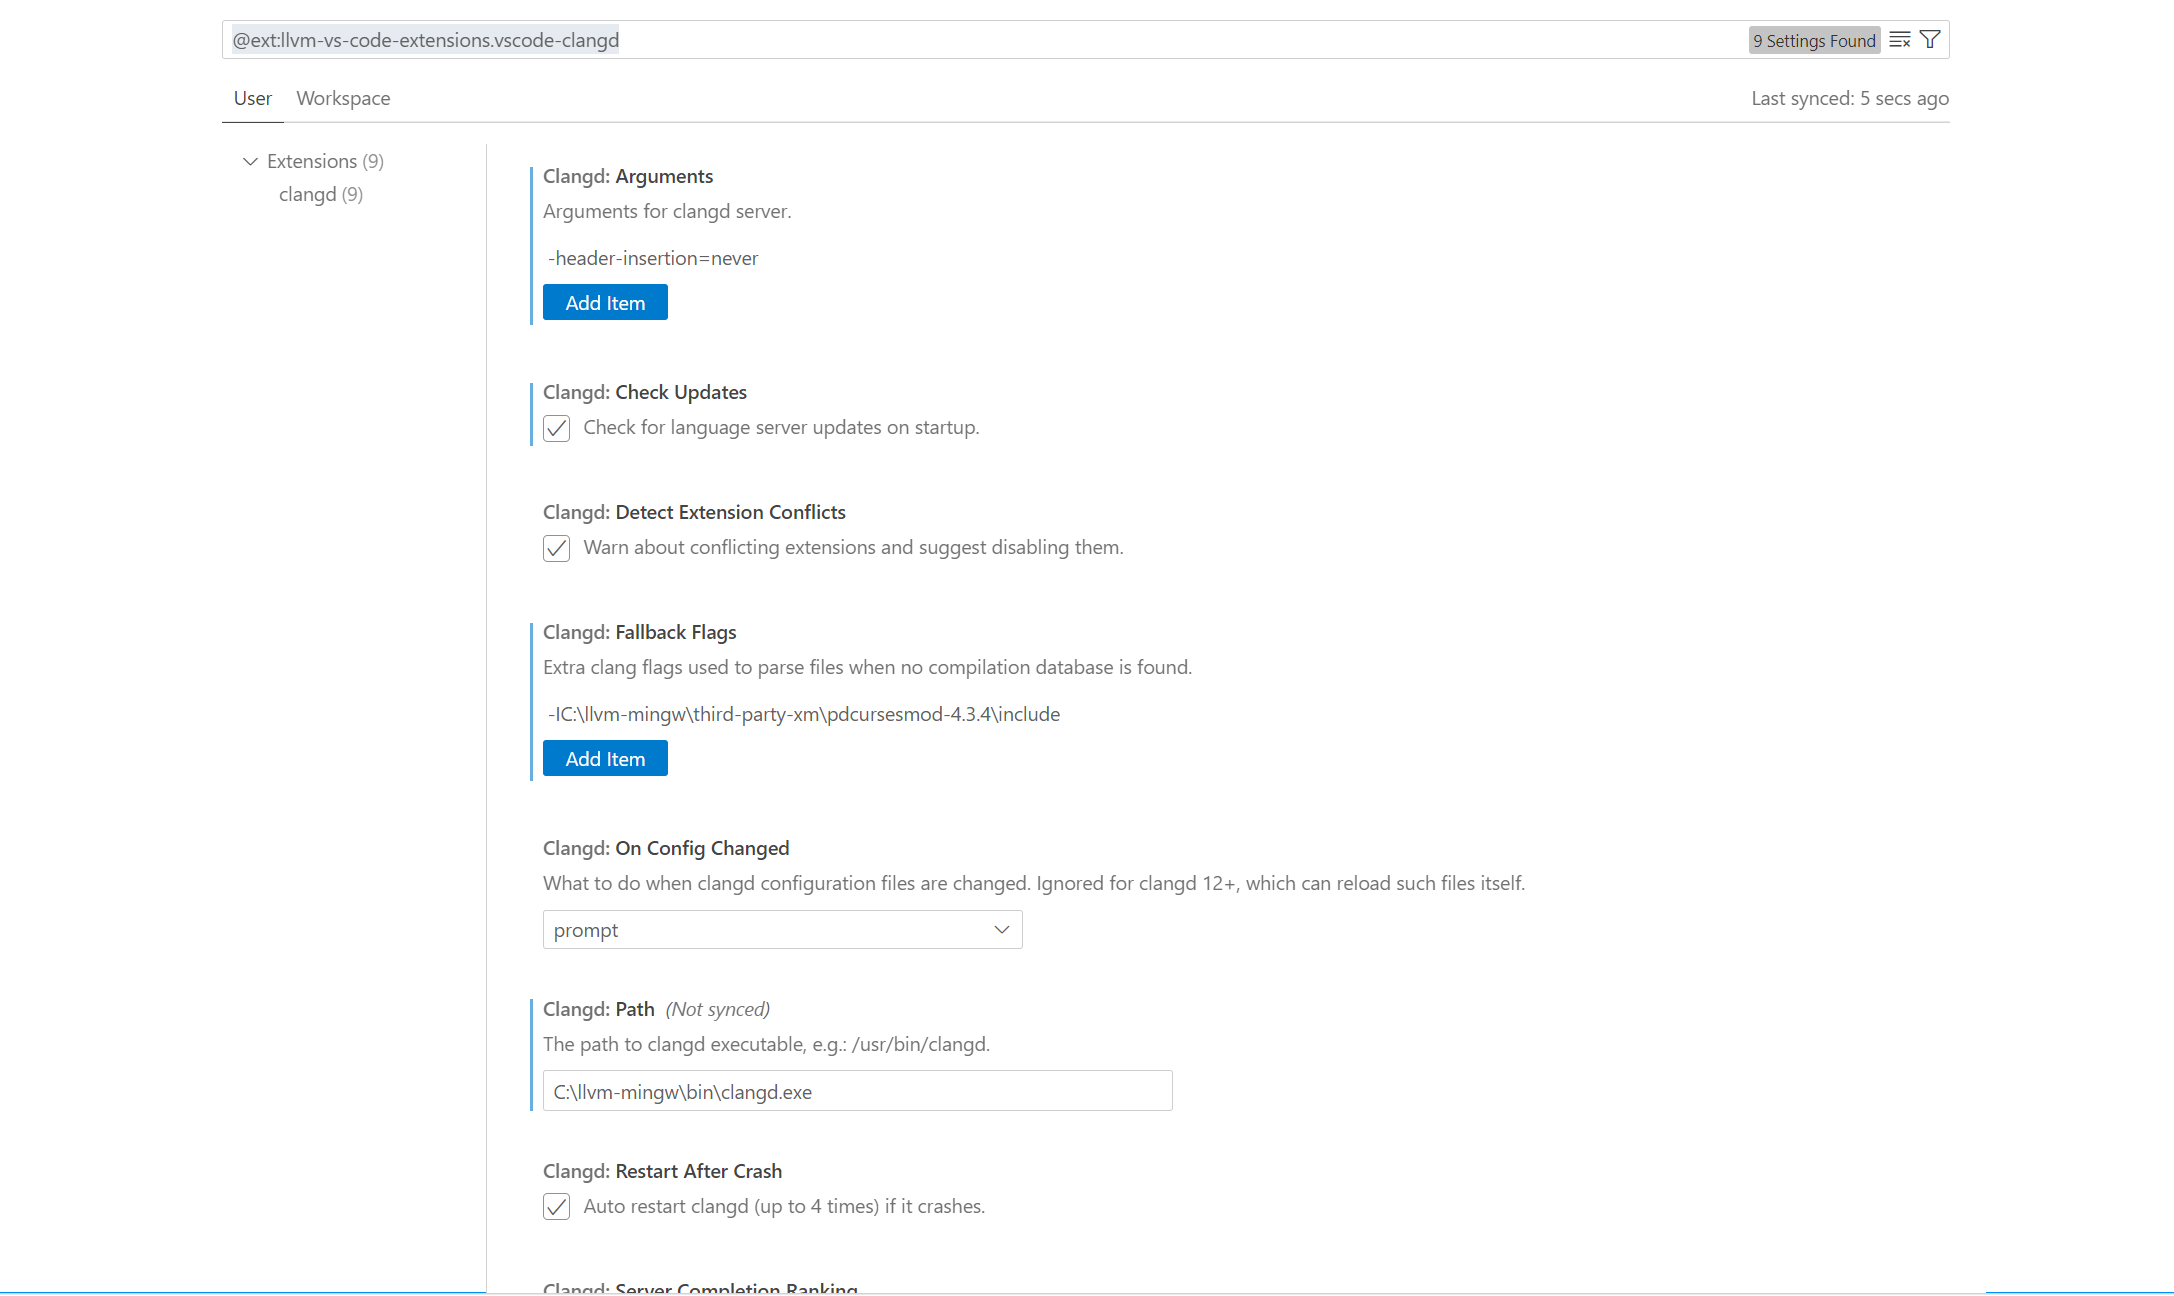 @ext:llvm-vs-code-extensions.vscode-clangd
9 Settings Found
User
Workspace
Last synced: 5 secs ago
Extensions (9)
clangd (9)
Clangd: Arguments
Arguments for clangd server.
-header-insertion=never
Add Item
Clangd: Check Updates
Check for language server updates on startup.
Clangd: Detect Extension Conflicts
Warn about conflicting extensions and suggest disabling them.
Clangd: Fallback Flags
Extra clang flags used to parse files when no compilation database is found.
-IC:\llvm-mingw\third-party-xm\pdcursesmod-4.3.4\include
Add Item
Clangd: On Config Changed
What to do when clangd configuration files are changed. Ignored for clangd 12+, which can reload such files itself.
prompt
Clangd: Path (Not synced)
The path to clangd executable, e.g.: /usr/bin/clangd.
C:\llvm-mingw\bin\clangd.exe
Clangd: Restart After Crash
Auto restart clangd (up to 4 times) if it crashes.
Clangd: Server Completion Ranking